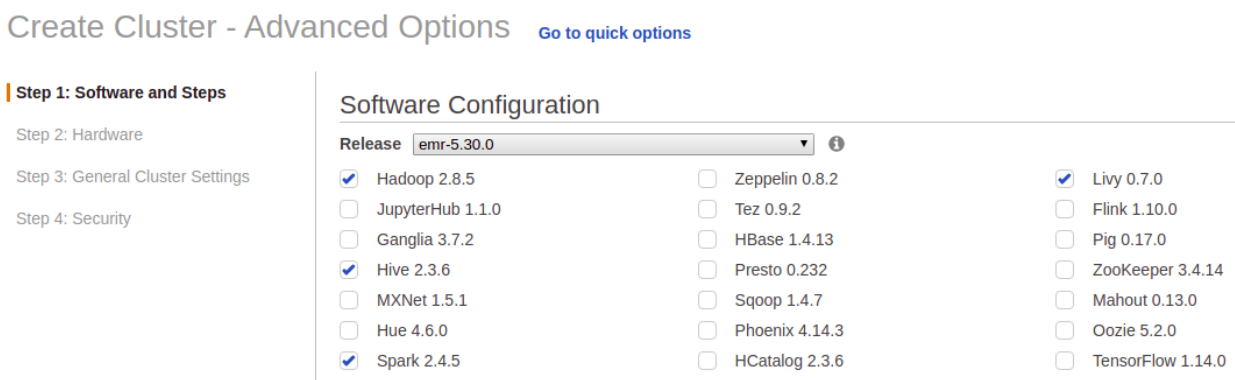 Create Cluster - Advanced Options Go to quick options
Step 1: Software and Steps
Step 2: Hardware
Step 3: General Cluster Settings
Step 4: Security
Software Configuration
Release emr-5.30.0
Hadoop 2.8.5 Zeppelin 0.8.2 Livy 0.7.0
JupyterHub 1.1.0 Tez 0.9.2 Flink 1.10.0
Ganglia 3.7.2 HBase 1.4.13 Pig 0.17.0
Hive 2.3.6 Presto 0.232 ZooKeeper 3.4.14
MXNet 1.5.1 Sqoop 1.4.7 Mahout 0.13.0
Hue 4.6.0 Phoenix 4.14.3 Oozie 5.2.0
Spark 2.4.5 HCatalog 2.3.6 TensorFlow 1.14.0